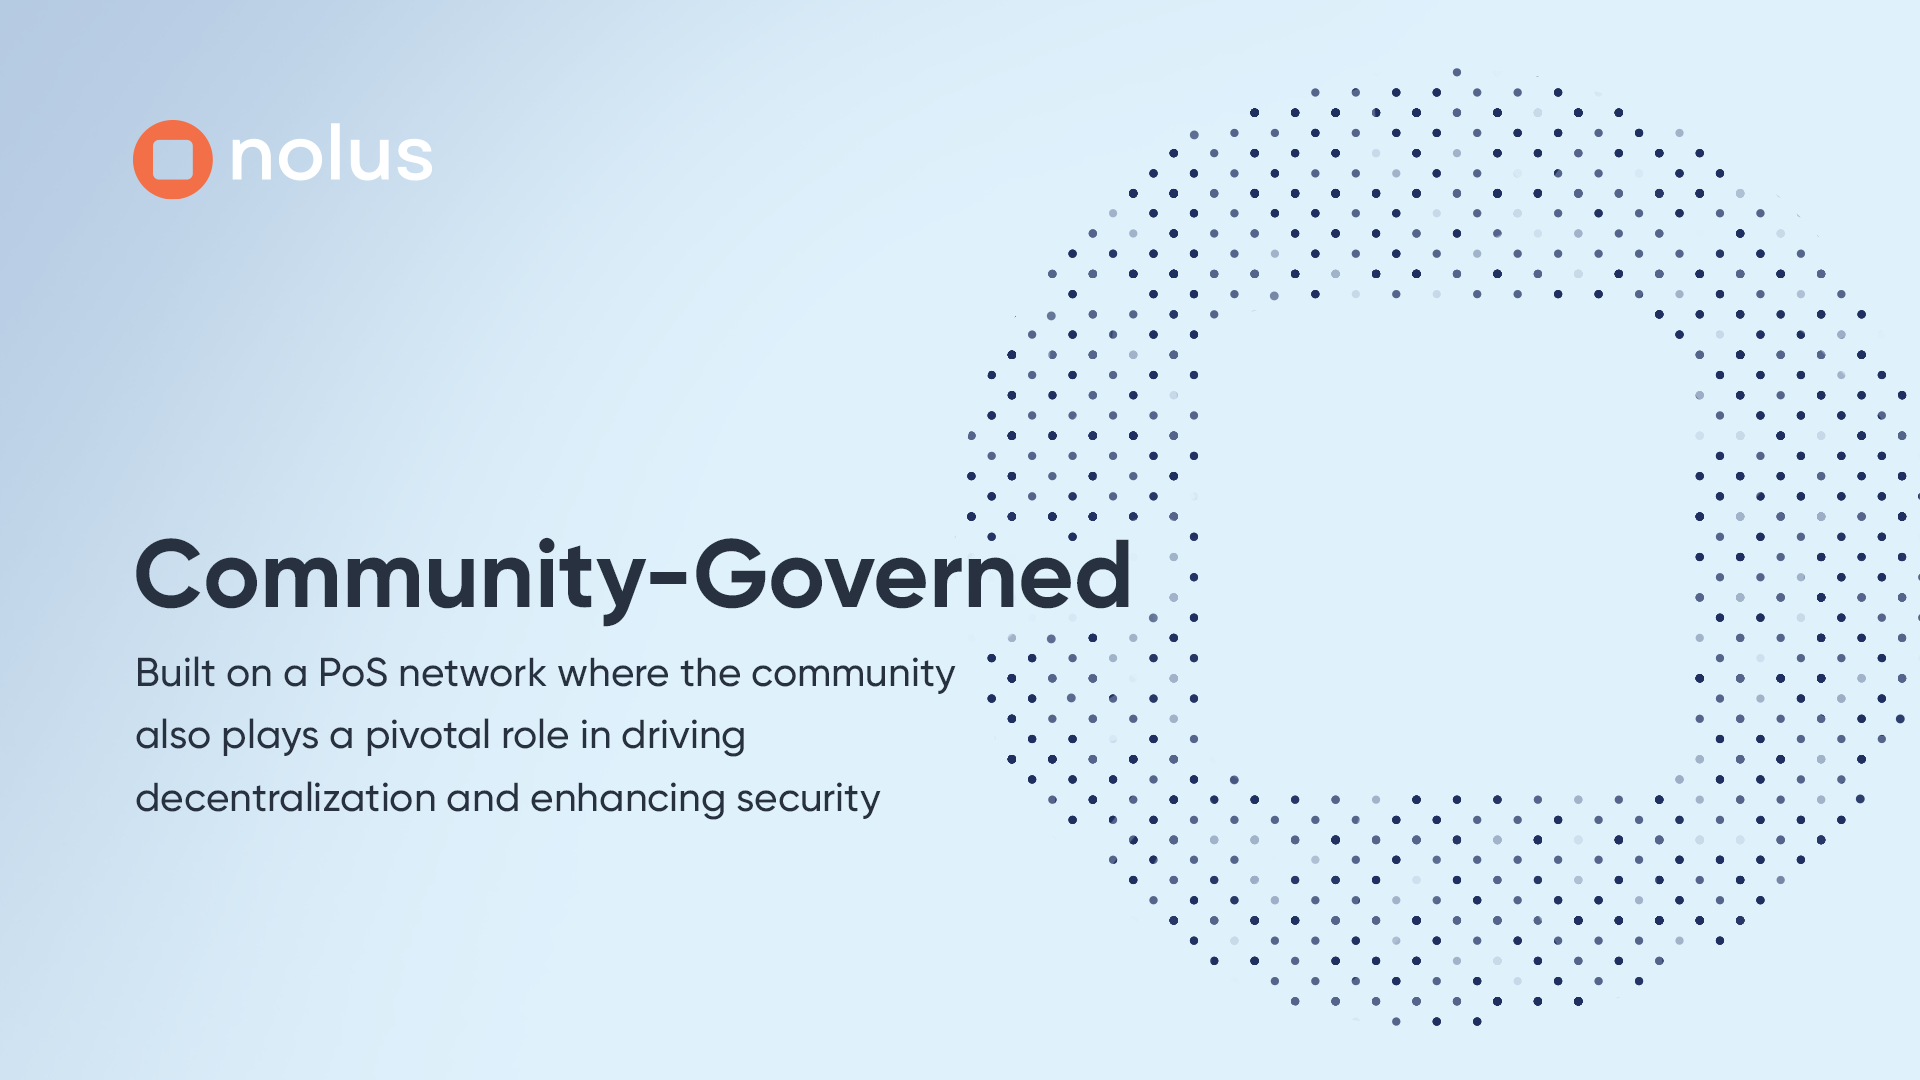 nolus
Community-Governed
Built on a PoS network where the community
also plays a pivotal role in driving
decentralization and enhancing security